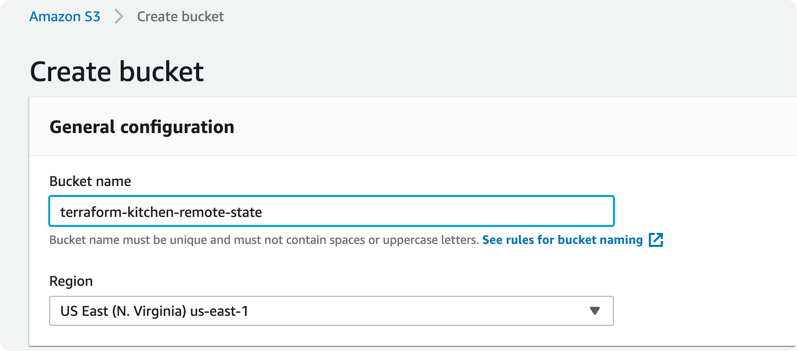 Amazon S3 > Create bucket
Create bucket
General configuration
Bucket name
terraform-kitchen-remote-state
Bucket name must be unique and must not contain spaces or uppercase letters. See rules for bucket naming
Region
US East (N. Virginia) us-east-1